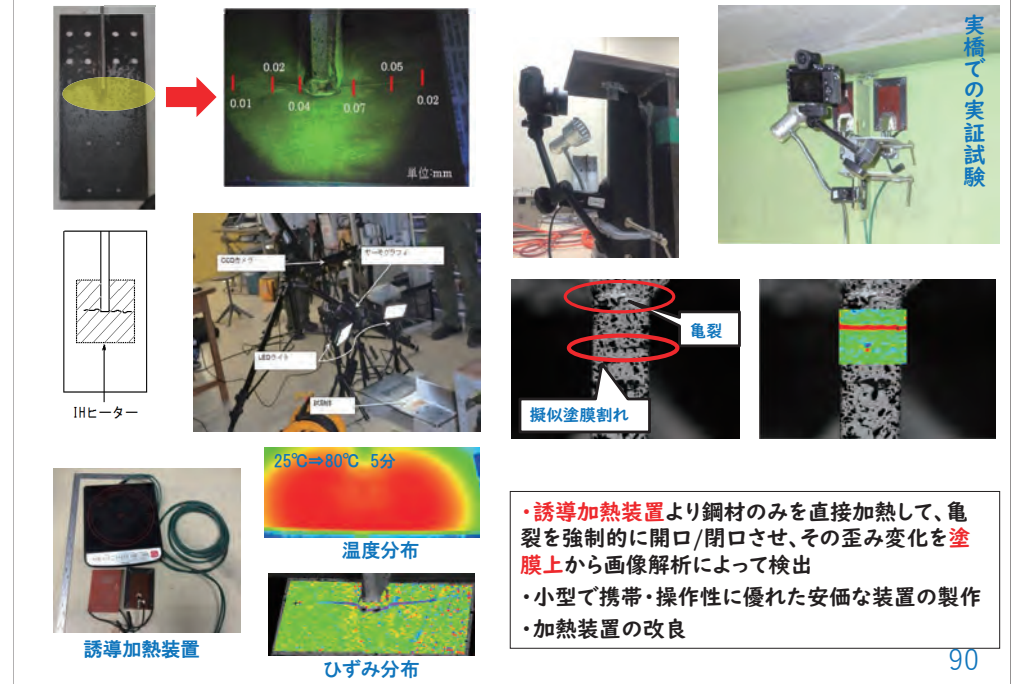 0.02
0.05
0.01
0.04
0.07
0.02
単位:mm
実橋での実証試験
IHヒーター
CCDカメラ
サーモグラフィ
LEDライト
試験体
亀裂
擬似塗膜割れ
25℃⇒80℃ 5分
温度分布
誘導加熱装置
ひずみ分布
・誘導加熱装置より鋼材のみを直接加熱して、亀
裂を強制的に開口/閉口させ、その歪み変化を塗
膜上から画像解析によって検出
・小型で携帯・操作性に優れた安価な装置の製作
・加熱装置の改良
90